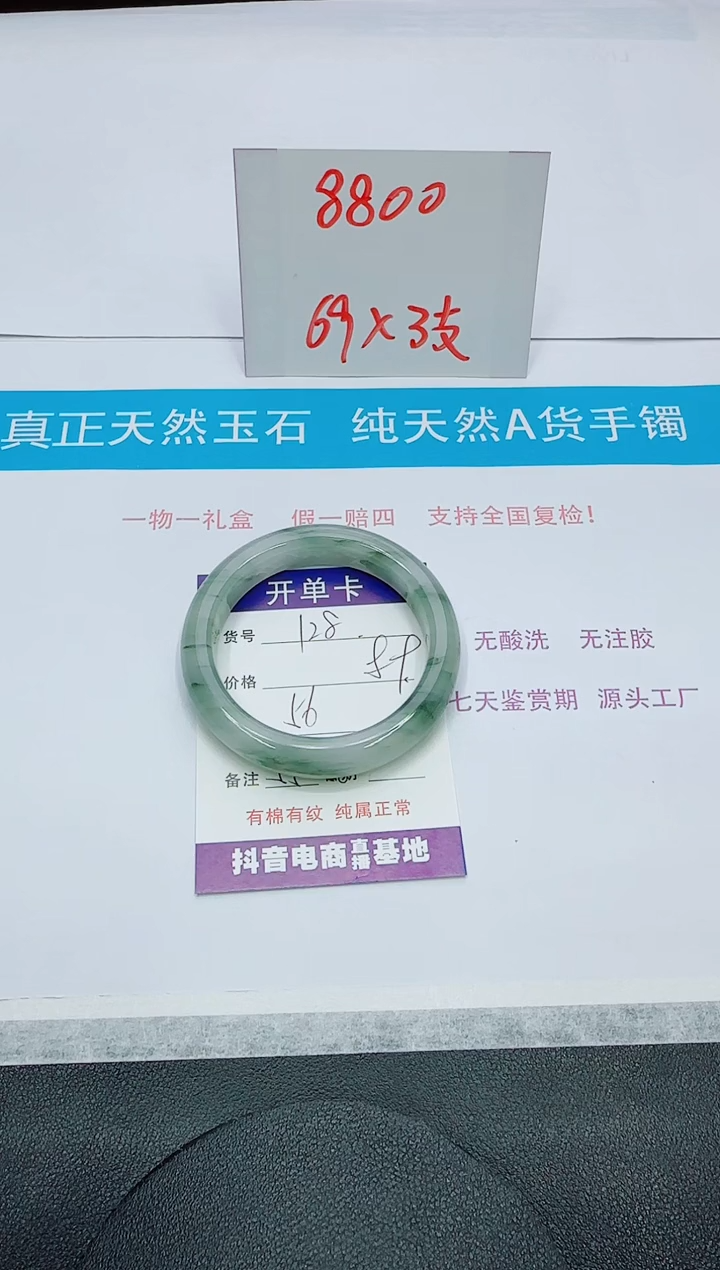 8800
69×3支
真正天然玉石 纯天然A货手镯
一物一礼盒 假一赔四 支持全国复检!
开单卡
货号 128
价格
56
无酸洗 无注胶
七天鉴赏期 源头工厂
备注
有棉有纹 纯属正常
抖音电商直播基地